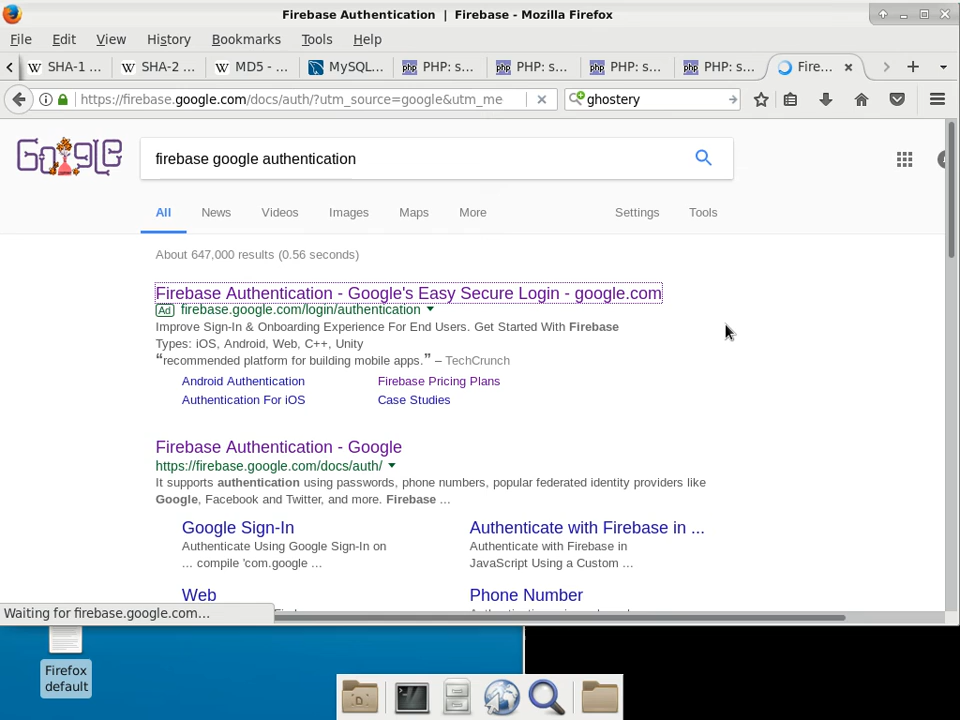 Firebase Authentication | Firebase - Mozilla Firefox
File Edit View History Bookmarks Tools Help
SHA-1 ... SHA-2 ... MD5 - ... MySQL... PHP: s... PHP: s... PHP: s... PHP: s... Fire...
https://firebase.google.com/docs/auth/?utm_source=google&utm_me
ghostery
Google
firebase google authentication
All News Videos Images Maps More Settings Tools
About 647,000 results (0.56 seconds)
Firebase Authentication - Google's Easy Secure Login - google.com
Ad firebase.google.com/login/authentication
Improve Sign-In & Onboarding Experience For End Users. Get Started With Firebase
Types: iOS, Android, Web, C++, Unity
“recommended platform for building mobile apps.” – TechCrunch
Android Authentication Firebase Pricing Plans
Authentication For iOS Case Studies
Firebase Authentication - Google
https://firebase.google.com/docs/auth/
It supports authentication using passwords, phone numbers, popular federated identity providers like
Google, Facebook and Twitter, and more. Firebase ...
Google Sign-In Authenticate with Firebase in ...
Authenticate Using Google Sign-In on Authenticate with Firebase in
... compile 'com.google ... JavaScript Using a Custom ...
Web Phone Number
Waiting for firebase.google.com...
Firefox
default